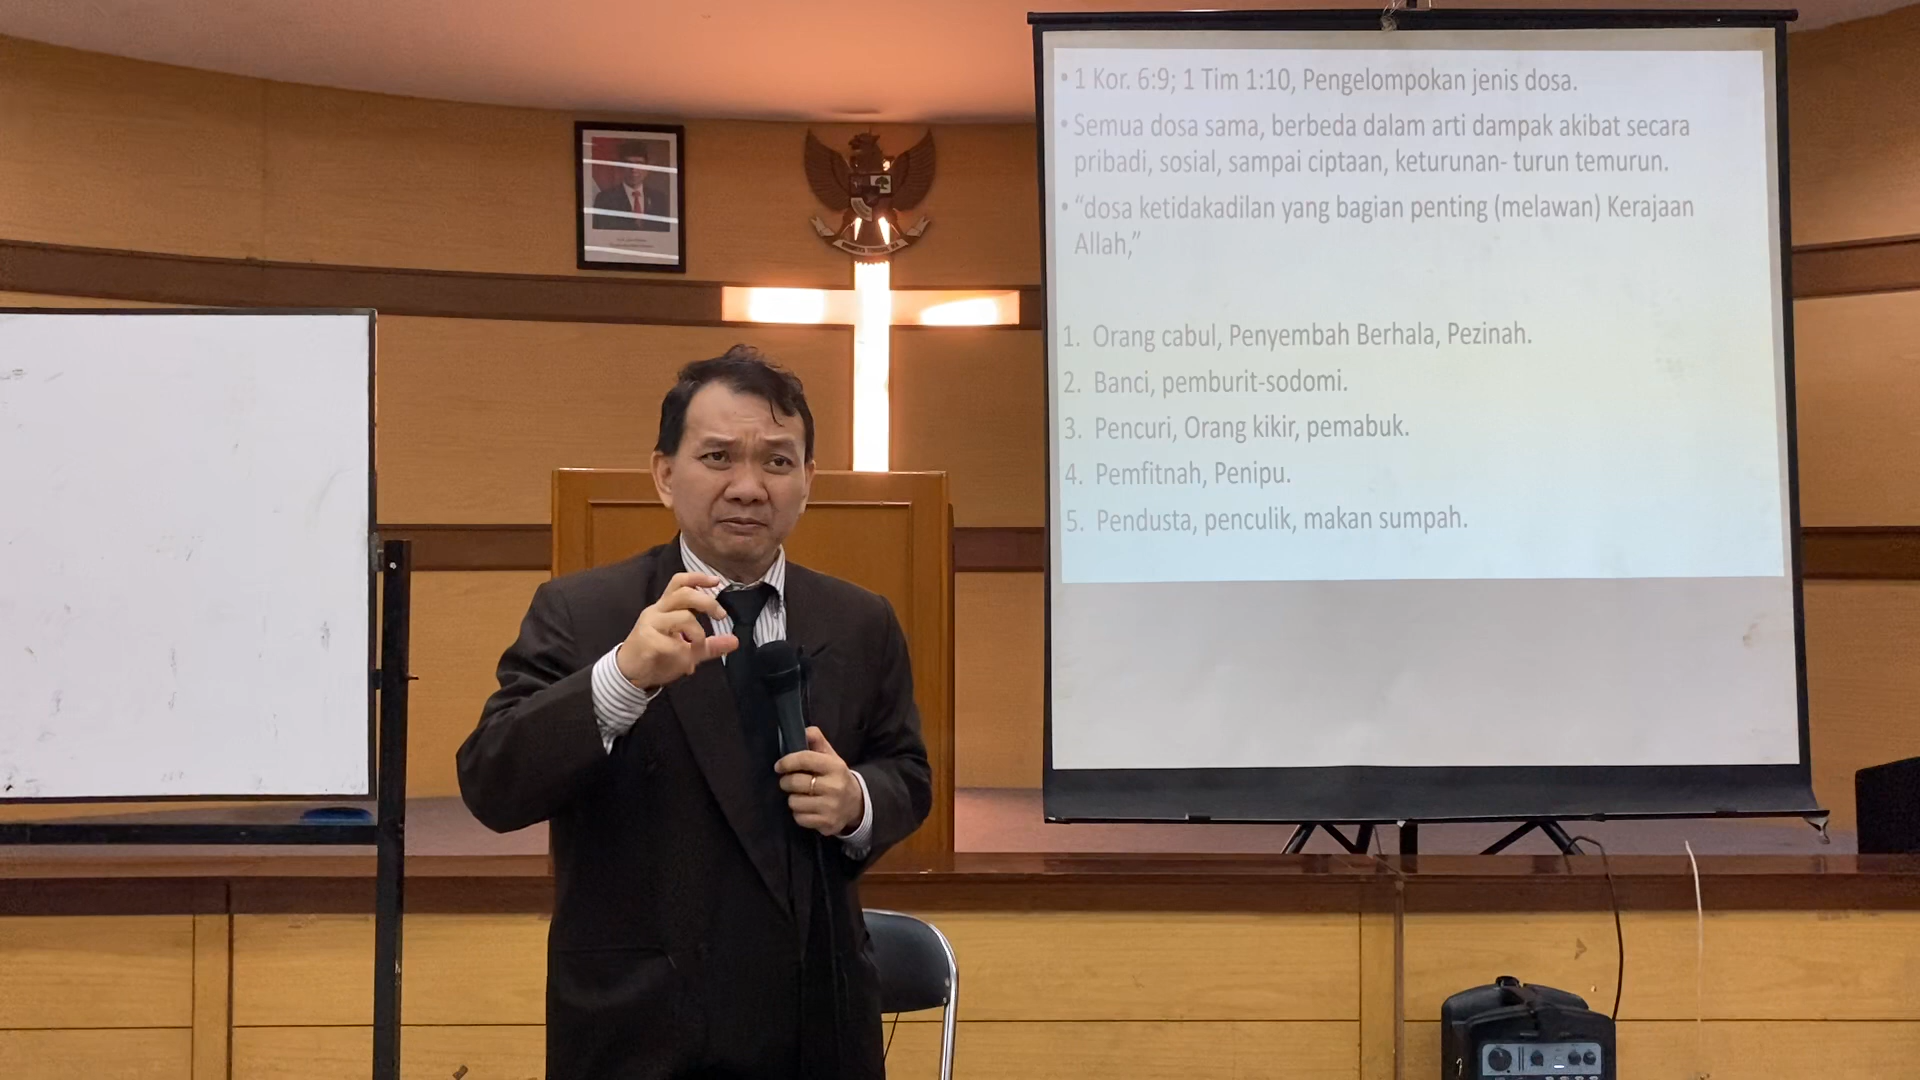 • 1 Kor. 6:9; 1 Tim 1:10, Pengelompokan jenis dosa.
• Semua dosa sama, berbeda dalam arti dampak akibat secara
pribadi, sosial, sampai ciptaan, keturunan- turun temurun.
• “dosa ketidakadilan yang bagian penting (melawan) Kerajaan
Allah,”
1. Orang cabul, Penyembah Berhala, Pezinah.
2. Banci, pemburit-sodomi.
3. Pencuri, Orang kikir, pemabuk.
4. Pemfitnah, Penipu.
5. Pendusta, penculik, makan sumpah.